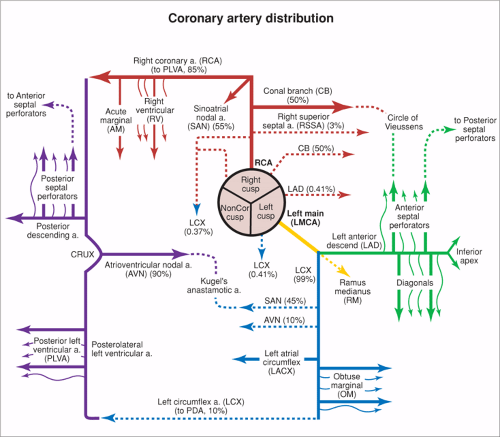 Coronary artery distribution
Right coronary a. (RCA)
(to PLVA, 85%)
Conal branch (CB)
(50%)
to Anterior
septal
perforators
Acute
marginal
(AM)
Right
ventricular
(RV)
Sinoatrial
nodal a.
(SAN) (55%)
Right superior
septal a. (RSSA) (3%)
Circle of
Vieussens
to Posterior
septal
perforators
RCA
CB (50%)
Posterior
septal
perforators
Right
cusp
NonCor
cusp
Left
cusp
LAD (0.41%)
Anterior
septal
perforators
LCX
(0.37%)
Left main
(LMCA)
Posterior
descending a.
Left anterior
descend (LAD)
Inferior
apex
CRUX
Atrioventricular nodal a.
(AVN) (90%)
LCX
(0.41%)
LCX
(99%)
Kugel's
anastamotic a.
Ramus
medianus
(RM)
Diagonals
SAN (45%)
AVN (10%)
Posterior left
ventricular a.
(PLVA)
Posterolateral
left ventricular a.
Left atrial
circumflex
(LACX)
Obtuse
marginal
(OM)
Left circumflex a. (LCX)
(to PDA, 10%)